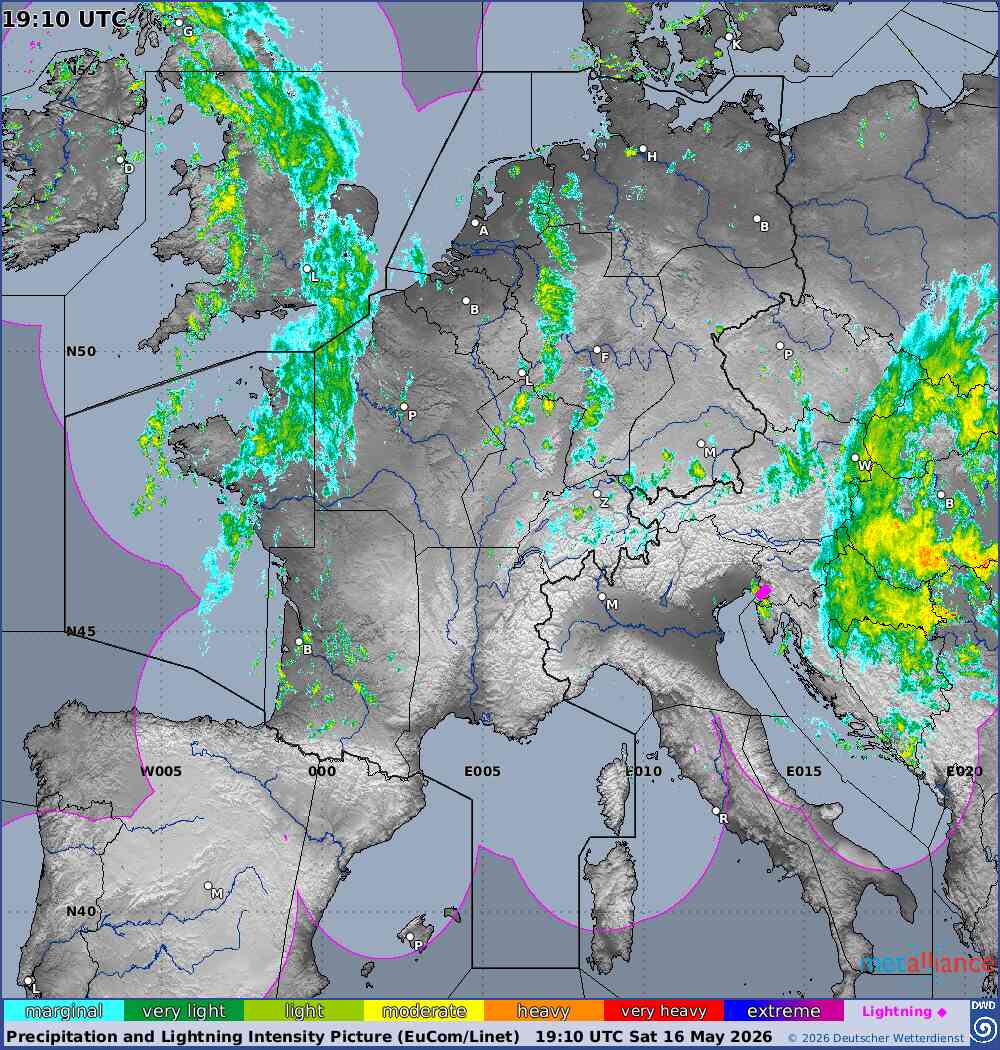 19:10 UTC
G
K
N55
D
H
A
B
L
B
N50
F
P
L
P
M
W
Z
B
M
N45
B
W005
000
E005
E010
E015
E020
R
M
N40
P
L
metalliance
marginal
very light
light
moderate
heavy
very heavy
extreme
Lightning ◆
DWD
Precipitation and Lightning Intensity Picture (EuCom/Linet) 19:10 UTC Sat 16 May 2026 © 2026 Deutscher Wetterdienst